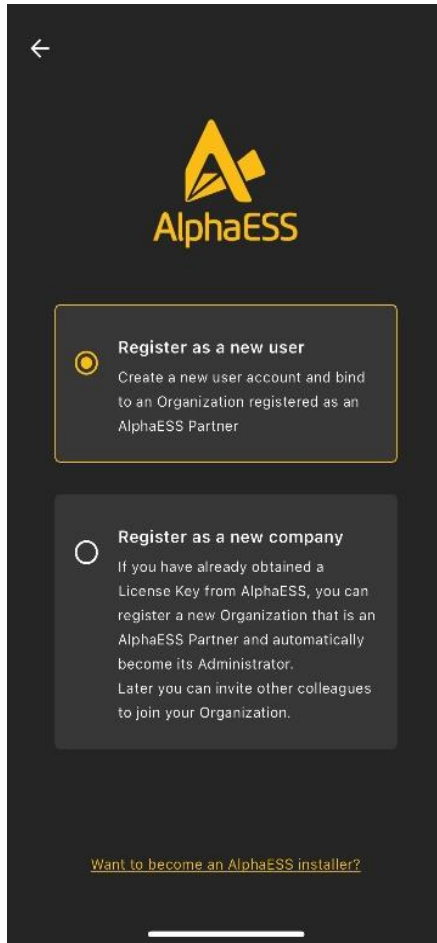 AlphaESS
Register as a new user
Create a new user account and bind
to an Organization registered as an
AlphaESS Partner
Register as a new company
If you have already obtained a
License Key from AlphaESS, you can
register a new Organization that is an
AlphaESS Partner and automatically
become its Administrator.
Later you can invite other colleagues
to join your Organization.
Want to become an AlphaESS installer?